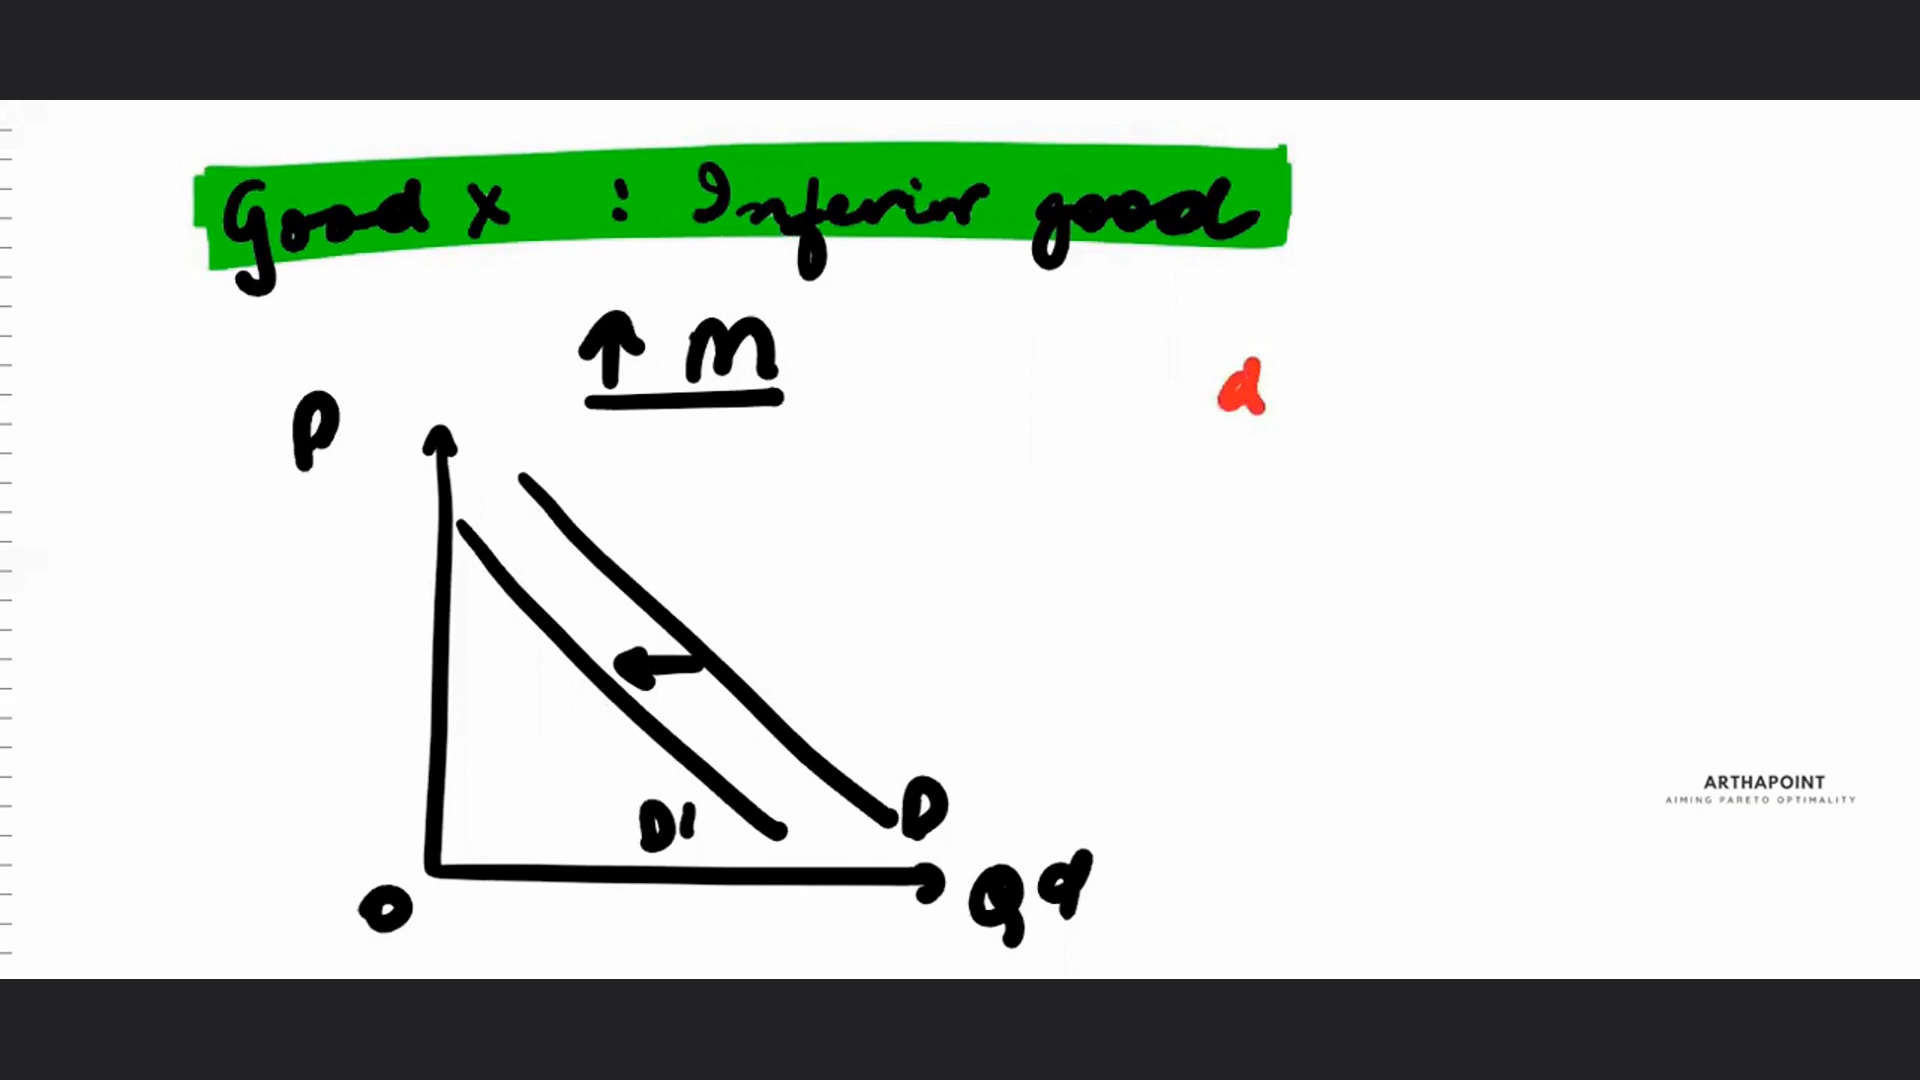 Good X : Inferior good
↑ M
P
d
D1
D
O
Qd
ARTHAPOINT
AIMING PARETO OPTIMALITY